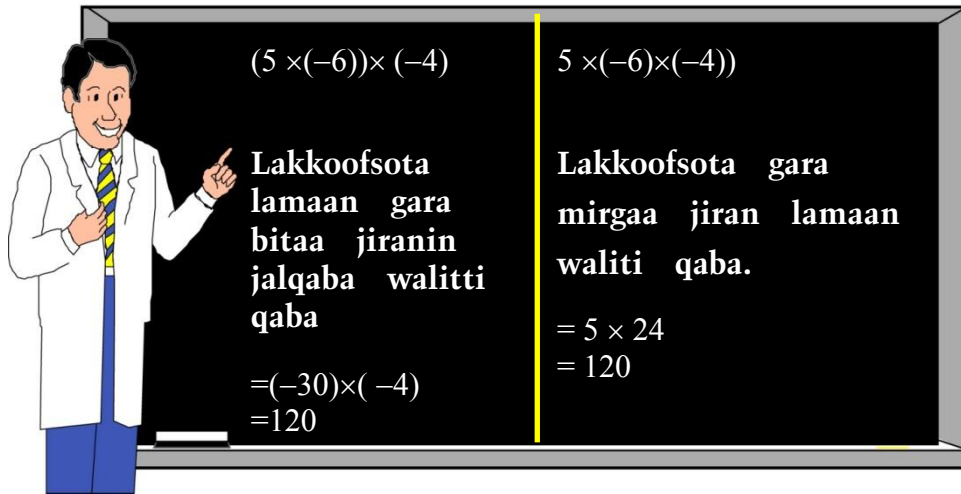 (5 ×(–6))× (–4)
Lakkoofsota
lamaan gara
bitaa jiranin
jalqaba walitti
qaba
=(–30)×( –4)
=120
5 ×(–6)×(–4))
Lakkoofsota gara
mirgaa jiran lamaan
waliti qaba.
= 5 × 24
= 120